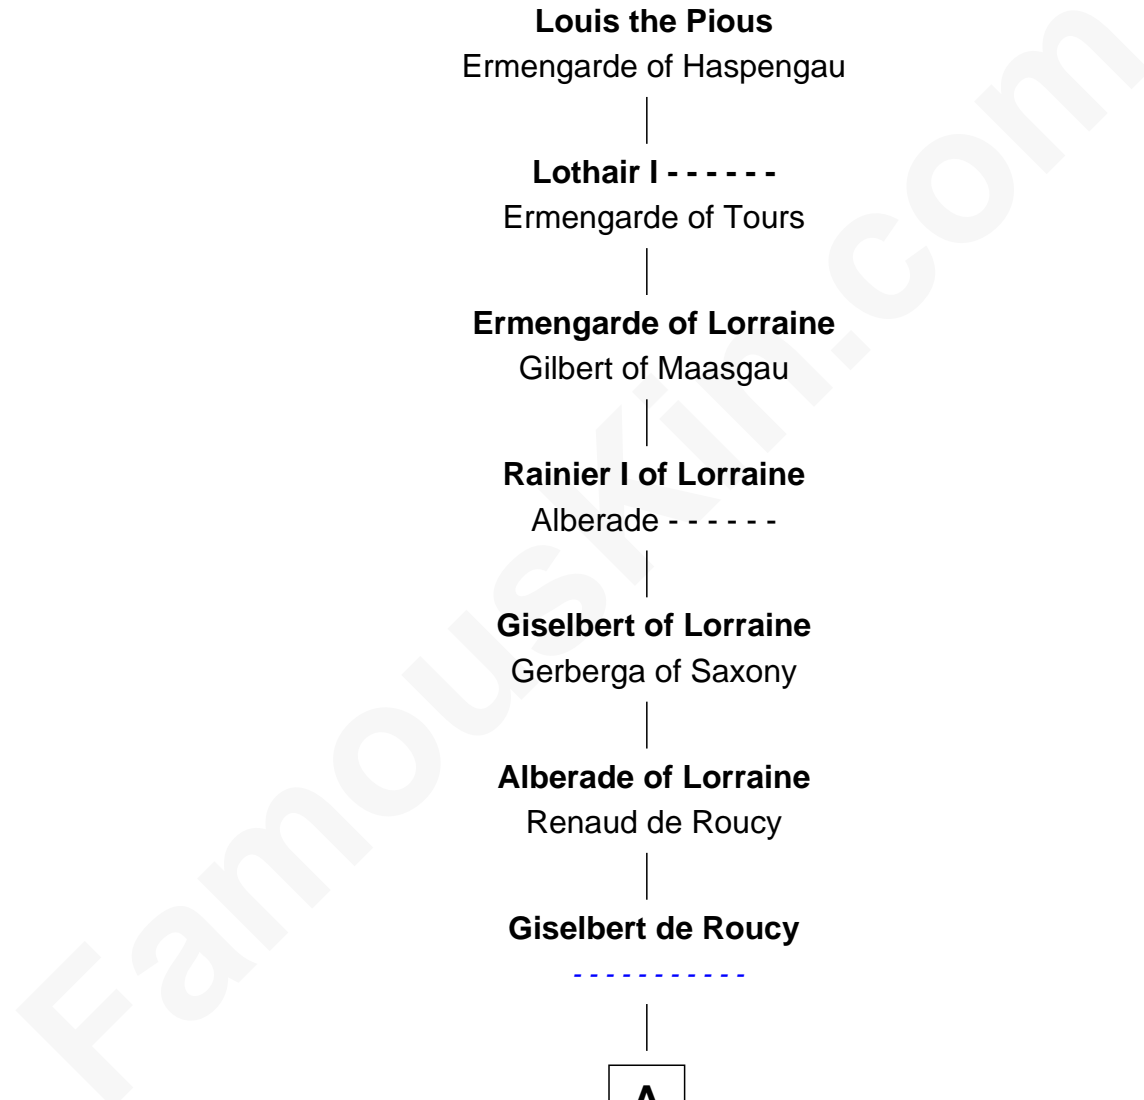 Louis the Pious
Ermengarde of Haspengau
Lothair I - - - - - -
Ermengarde of Tours
Ermengarde of Lorraine
Gilbert of Maasgau
Rainier I of Lorraine
Alberade - - - - - -
Giselbert of Lorraine
Gerberga of Saxony
Alberade of Lorraine
Renaud de Roucy
Giselbert de Roucy
- - - - - - - - - - -
A
FamousKin.com